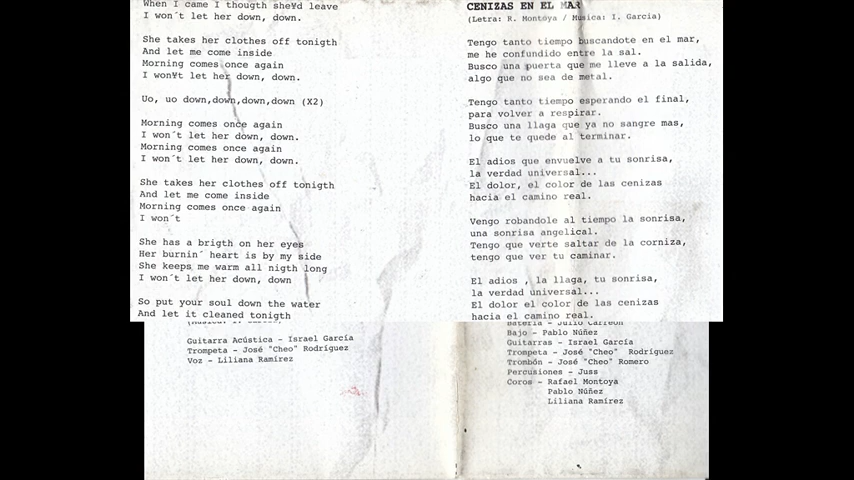 When I came I thougth she¥d leave
I won´t let her down, down.
She takes her clothes off tonigth
And let me come inside
Morning comes once again
I won¥t let her down, down.
Uo, uo down,down,down,down (X2)
Morning comes once again
I won´t let her down, down.
Morning comes once again
I won´t let her down, down.
She takes her clothes off tonigth
And let me come inside
Morning comes once again
I won´t
She has a brigth on her eyes
Her burnin´ heart is by my side
She keeps me warm all nigth long
I won´t let her down, down
So put your soul down the water
And let it cleaned tonigth
Guitarra Acústica - Israel García
Trompeta - José "Cheo" Rodríguez
Voz - Liliana Ramírez
CENIZAS EN EL MAR
(Letra: R. Montoya / Musica: I. Garcia)
Tengo tanto tiempo buscandote en el mar,
me he confundido entre la sal.
Busco una puerta que me lleve a la salida,
algo que no sea de metal.
Tengo tanto tiempo esperando el final,
para volver a respirar.
Busco una llaga que ya no sangre mas,
lo que te quede al terminar.
El adios que envuelve a tu sonrisa,
la verdad universal...
El dolor, el color de las cenizas
hacia el camino real.
Vengo robandole al tiempo la sonrisa,
una sonrisa angelical.
Tengo que verte saltar de la corniza,
tengo que ver tu caminar.
El adios , la llaga, tu sonrisa,
la verdad universal...
El dolor el color de las cenizas
hacia el camino real.
Batería - Julio Carreón
Bajo - Pablo Núñez
Guitarras - Israel García
Trompeta - José "Cheo" Rodríguez
Trombón - José "Cheo" Romero
Percusiones - Juss
Coros - Rafael Montoya
Pablo Núñez
Liliana Ramírez